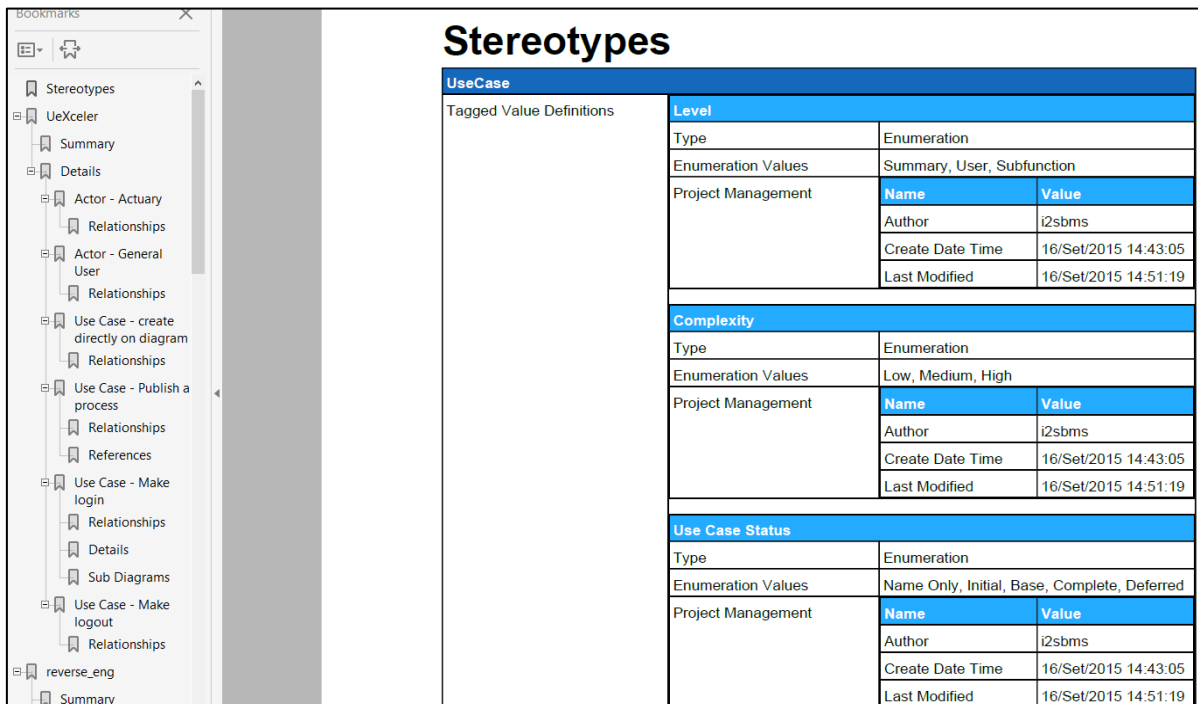 Bookmarks
Stereotypes
UeXceler
Summary
Details
Actor - Actuary
Relationships
Actor - General
User
Relationships
Use Case - create
directly on diagram
Relationships
Use Case - Publish a
process
Relationships
References
Use Case - Make
login
Relationships
Details
Sub Diagrams
Use Case - Make
logout
Relationships
reverse_eng
Summary
Stereotypes
UseCase
Tagged Value Definitions
Level
Type Enumeration
Enumeration Values Summary, User, Subfunction
Project Management Name Value
Author i2sbms
Create Date Time 16/Set/2015 14:43:05
Last Modified 16/Set/2015 14:51:19
Complexity
Type Enumeration
Enumeration Values Low, Medium, High
Project Management Name Value
Author i2sbms
Create Date Time 16/Set/2015 14:43:05
Last Modified 16/Set/2015 14:51:19
Use Case Status
Type Enumeration
Enumeration Values Name Only, Initial, Base, Complete, Deferred
Project Management Name Value
Author i2sbms
Create Date Time 16/Set/2015 14:43:05
Last Modified 16/Set/2015 14:51:19